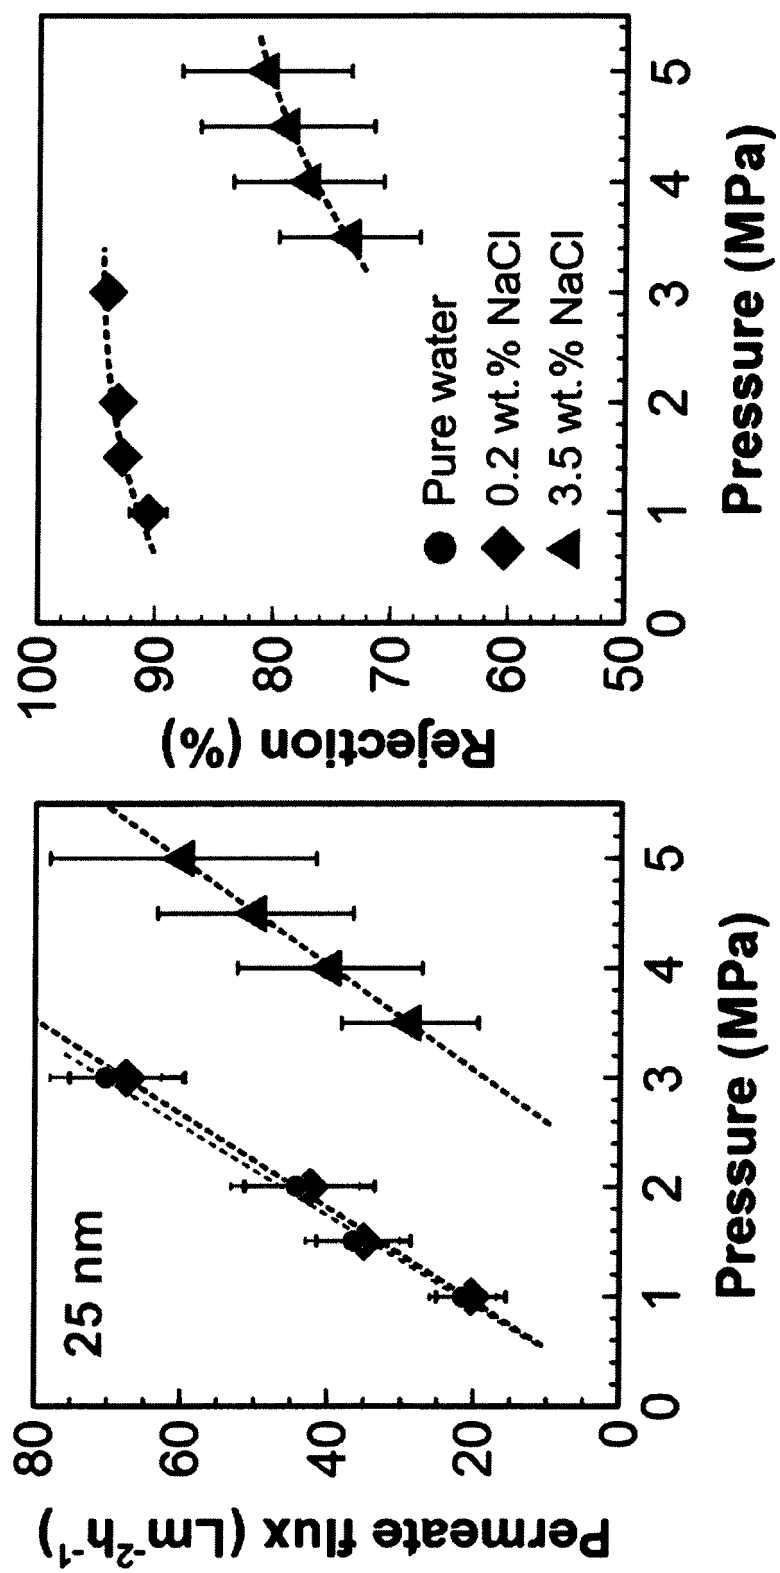 25 nm
Permeate flux (Lm⁻²h⁻¹)
80
60
40
20
0
0 1 2 3 4 5
Pressure (MPa)
Rejection (%)
100
90
80
70
60
50
Pure water
0.2 wt.% NaCl
3.5 wt.% NaCl
0 1 2 3 4 5
Pressure (MPa)